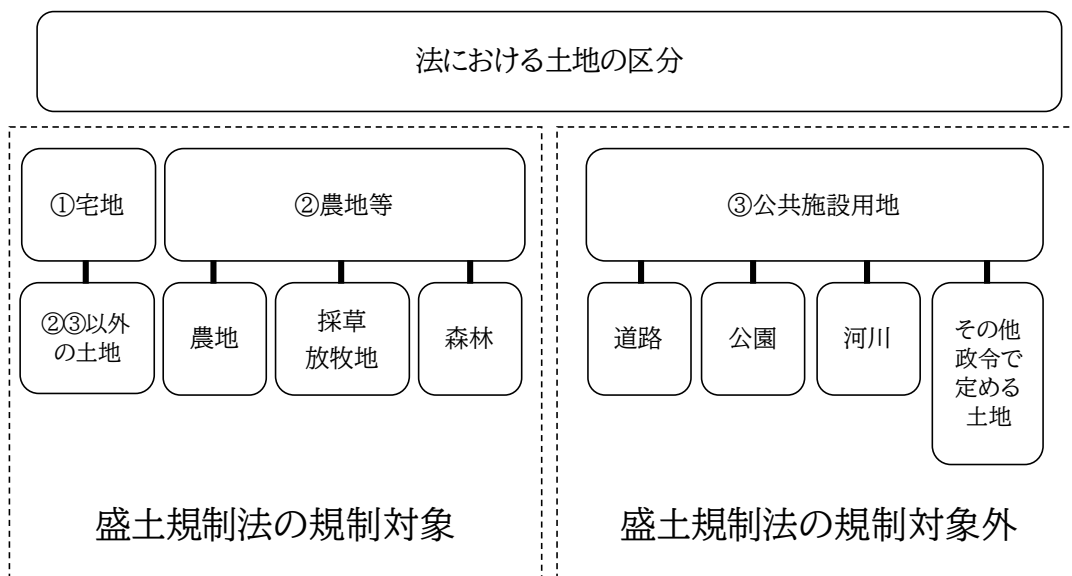 法における土地の区分
①宅地
②農地等
③公共施設用地
②③以外
の土地
農地
採草
放牧地
森林
道路
公園
河川
その他
政令で
定める
土地
盛土規制法の規制対象
盛土規制法の規制対象外